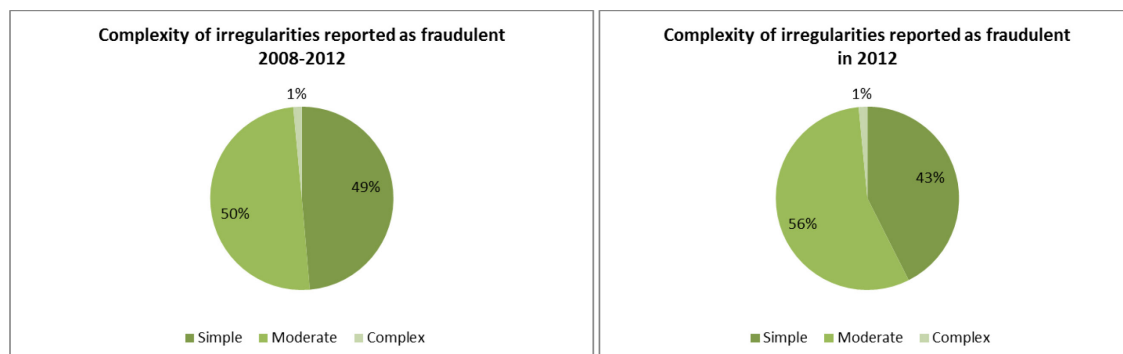 Complexity of irregularities reported as fraudulent
2008-2012
1%
49%
50%
Simple Moderate Complex
Complexity of irregularities reported as fraudulent
in 2012
1%
43%
56%
Simple Moderate Complex